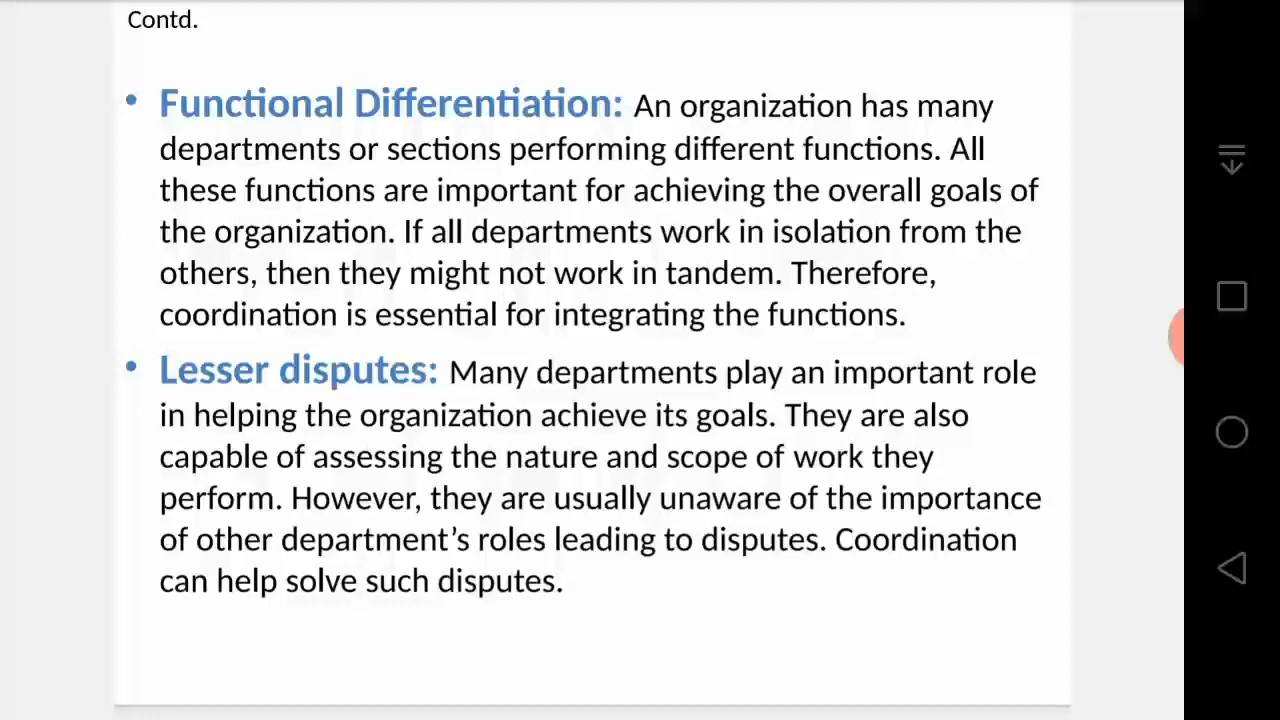 Contd.
• Functional Differentiation: An organization has many
departments or sections performing different functions. All
these functions are important for achieving the overall goals of
the organization. If all departments work in isolation from the
others, then they might not work in tandem. Therefore,
coordination is essential for integrating the functions.
• Lesser disputes: Many departments play an important role
in helping the organization achieve its goals. They are also
capable of assessing the nature and scope of work they
perform. However, they are usually unaware of the importance
of other department’s roles leading to disputes. Coordination
can help solve such disputes.